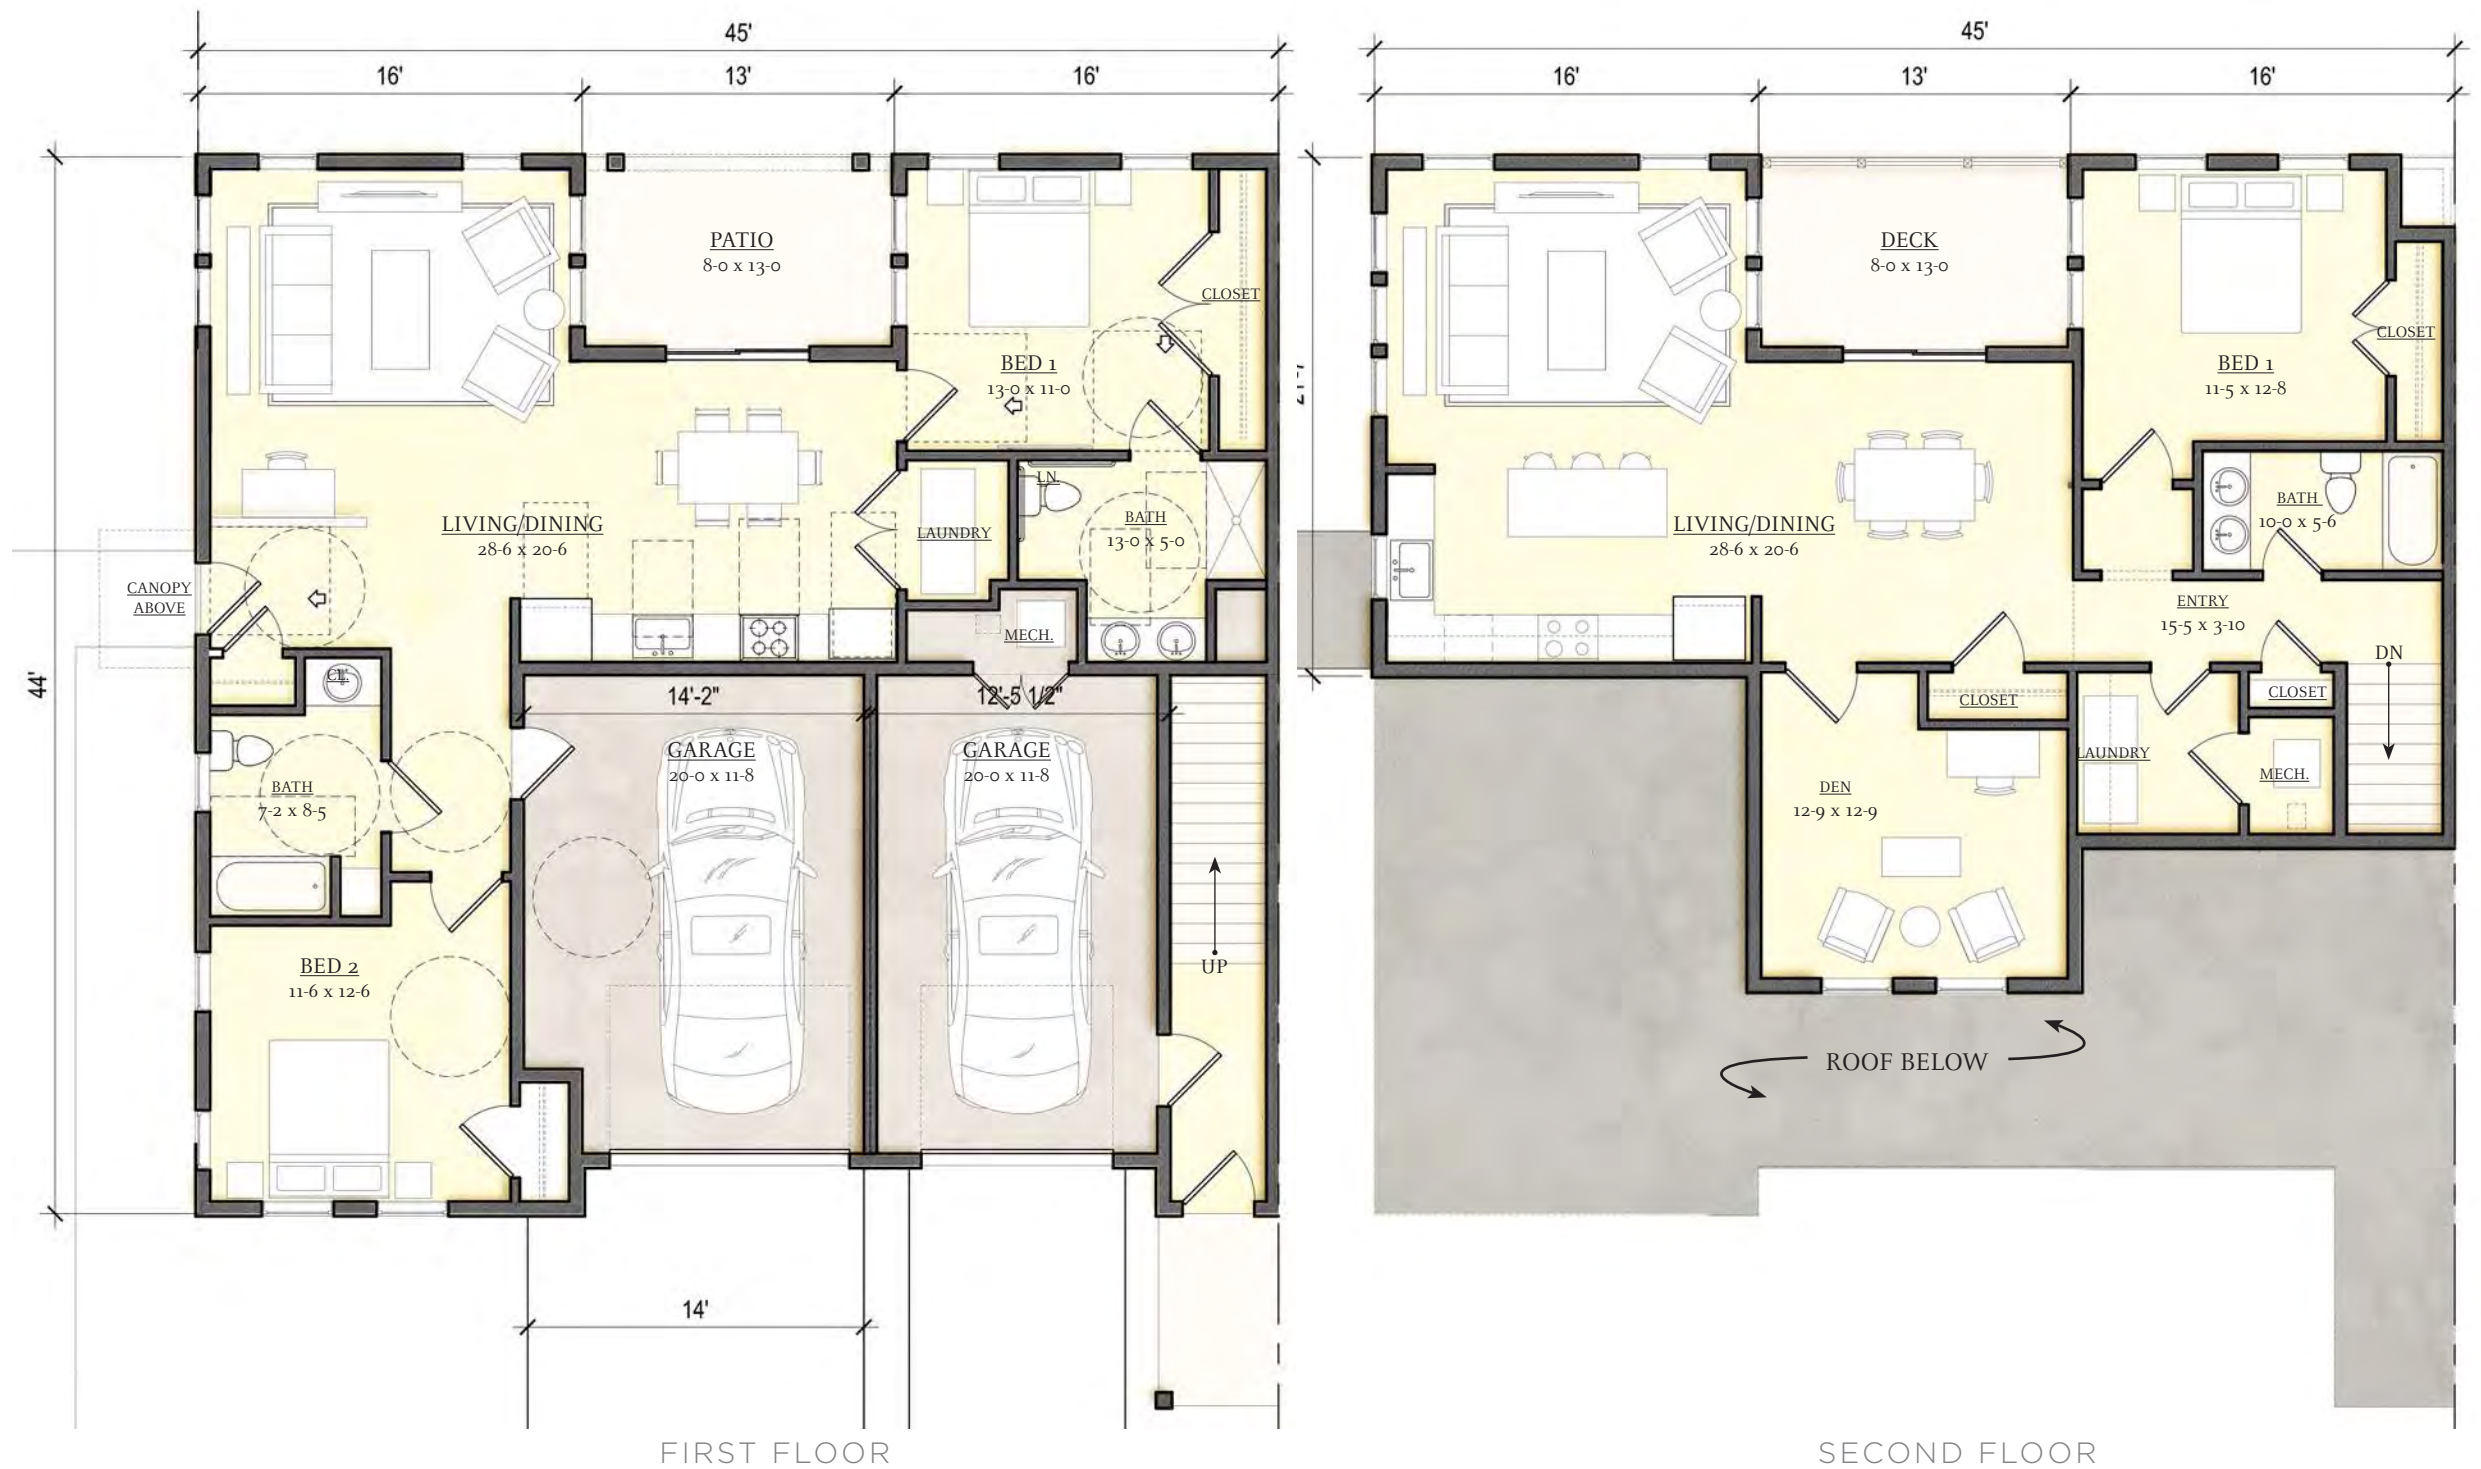 45'
16'
13'
16'
44'
PATIO
8-0 x 13-0
CLOSET
BED 1
13-0 x 11-0
LN.
LIVING/DINING
28-6 x 20-6
LAUNDRY
BATH
13-0 x 5-0
CANOPY
ABOVE
MECH.
CL.
14'-2"
12'-5 1/2"
GARAGE
20-0 x 11-8
GARAGE
20-0 x 11-8
BATH
7-2 x 8-5
BED 2
11-6 x 12-6
UP
14'
FIRST FLOOR
45'
16'
13'
16'
DECK
8-0 x 13-0
CLOSET
BED 1
11-5 x 12-8
LIVING/DINING
28-6 x 20-6
BATH
10-0 x 5-6
ENTRY
15-5 x 3-10
DN
CLOSET
CLOSET
LAUNDRY
MECH.
DEN
12-9 x 12-9
ROOF BELOW
SECOND FLOOR